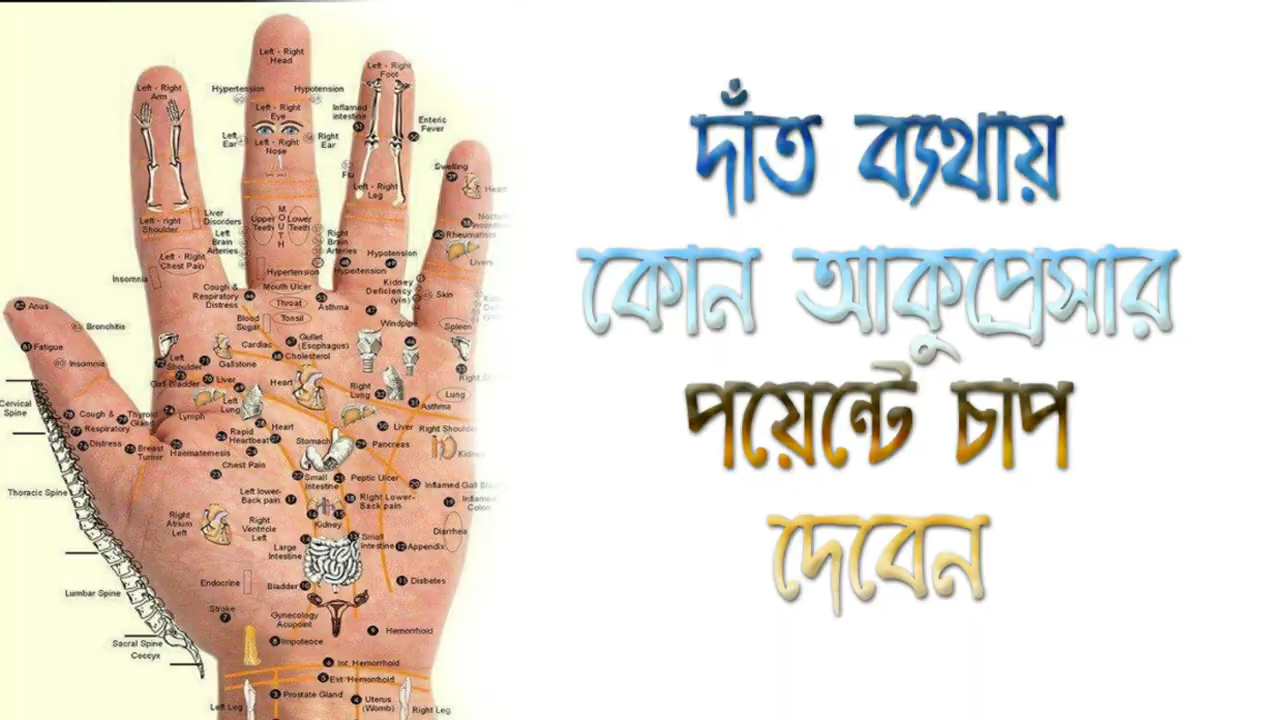 Left - Right
Head
Left - Right
Foot
Left - Right
Arm
Hypertension
Hypotension
Left - Right
Eye
Inflamed
intestine
Enteric
Fever
Left
Ear
Right
Ear
Left - Right
Nose
Flu
Swelling
Heart
Left - Right
Leg
Left - right
Shoulder
Liver
Disorders
Upper
Teeth
MOUTH
Lower
Teeth
Left
Brain
Arteries
Right
Brain
Arteries
Rheumatism
Livers
Left - Right
Chest Pain
Hypotension
Insomnia
Hypertension
Hypertension
Mouth Ulcer
Kidney
Deficiency
(yin)
Skin
Cough &
Respiratory
Distress
Throat
Asthma
Anus
Bronchitis
Blood
Sugar
Tonsil
Windpipe
Spleen
Fatigue
Insomnia
Cardiac
Gullet
(Esophagus)
Cholesterol
Left
Shoulder
Gallstone
Gall Bladder
Liver
Heart
Right
Lung
Lung
Left
Lung
Asthma
Cervical
Spine
Cough &
Respiratory
Distress
Thyroid
Gland
Lymph
Heart
Liver
Right Shoulder
Rapid
Heartbeat
Stomach
Pancreas
Kidney
Breast
Tumor
Haematemesis
Chest Pain
Small
Intestine
Peptic Ulcer
Inflamed Gall
Thoracic Spine
Left lower-
Back pain
Right Lower-
Back pain
Inflamed
Colon
Right
Atrium
Left
Right
Ventricle
Left
Kidney
Diarrhea
Large
Intestine
Small
Intestine
Appendix
Endocrine
Bladder
Diabetes
Lumbar Spine
Stroke
Gynecology
Acupoint
Hemorrhoid
Impotence
Sacral Spine
Coccyx
Int. Hemorrhoid
Ext. Hemorrhoid
Prostate Gland
Uterus
(Womb)
Left Leg
Right Leg
দাঁত ব্যথায়
কোন আকুপ্রেসার
পয়েন্টে চাপ
দেবেন